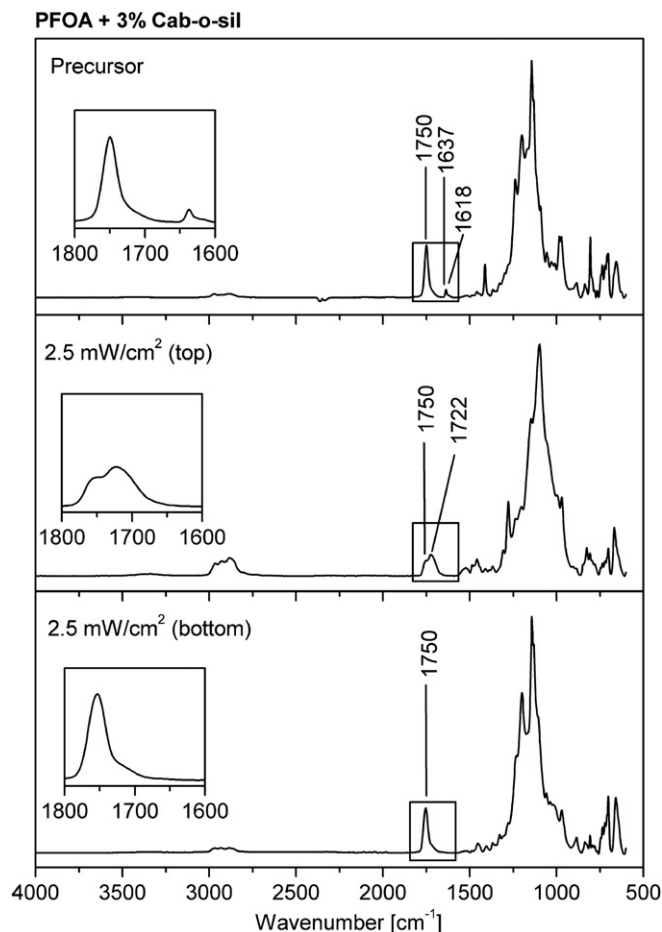 PFOA + 3% Cab-o-sil
Precursor
1750
1637
1618
1800 1700 1600
2.5 mW/cm² (top)
1750
1722
1800 1700 1600
2.5 mW/cm² (bottom)
1750
1800 1700 1600
4000 3500 3000 2500 2000 1500 1000 500
Wavenumber [cm⁻¹]